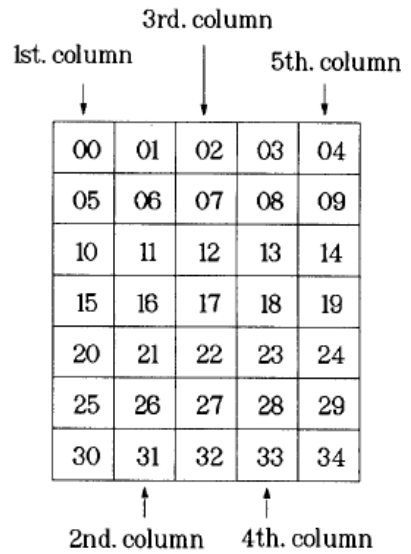 3rd. column
1st. column
5th. column
00 01 02 03 04
05 06 07 08 09
10 11 12 13 14
15 16 17 18 19
20 21 22 23 24
25 26 27 28 29
30 31 32 33 34
2nd. column 4th. column